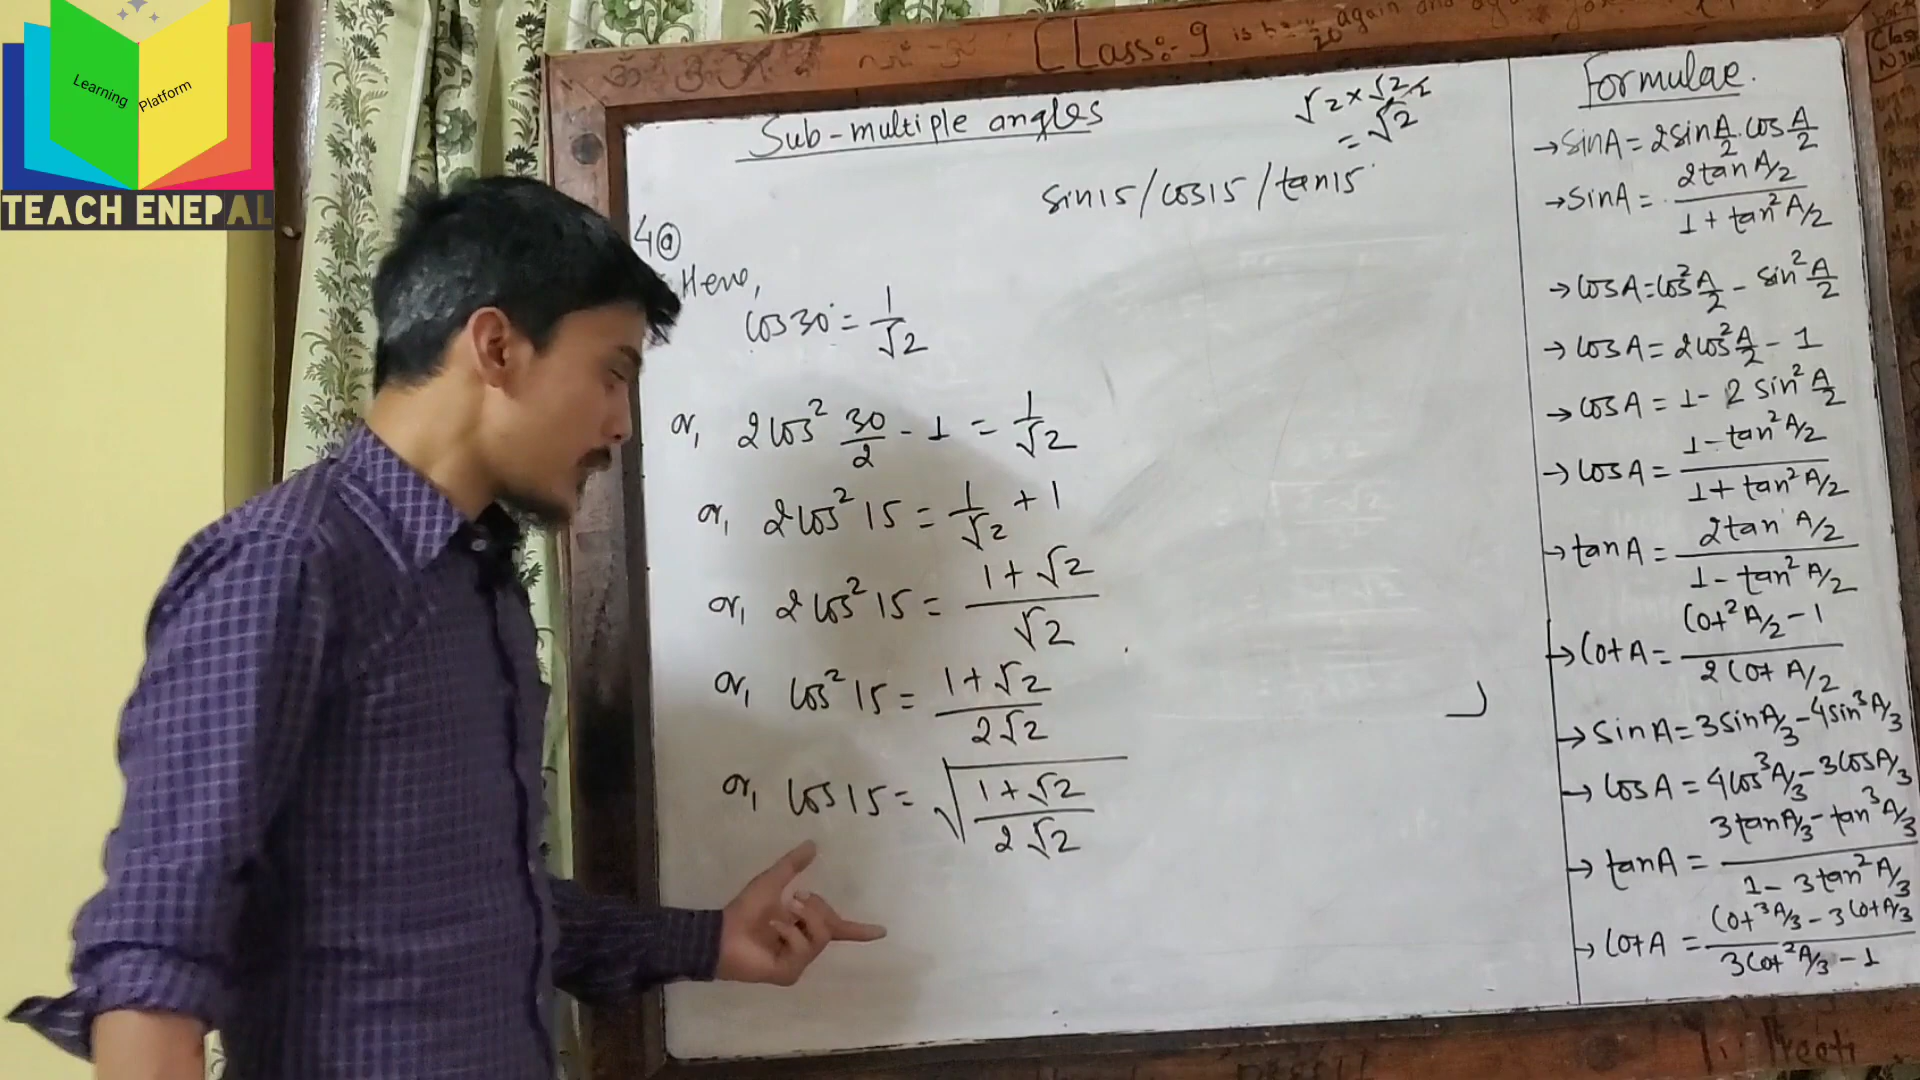 Learning Platform
TEACH ENEPAL
Class:- 9 is again and
Sub-multiple angles
√2 × √2
= √2
sin15/cos15/tan15
4ⓐ
Here,
cos30° = 1/√2
or, 2cos² 30/2 - 1 = 1/√2
or, 2cos² 15 = 1/√2 + 1
or, 2cos² 15 = (1+√2)/√2
or, cos² 15 = (1+√2)/2√2
or, cos 15 = √((1+√2)/2√2)
Formulae.
→ sinA = 2sin A/2 . cos A/2
→ sinA = 2tan A/2 / (1 + tan² A/2)
→ cosA = cos² A/2 - sin² A/2
→ cosA = 2cos² A/2 - 1
→ cosA = 1 - 2 sin² A/2
→ cosA = (1 - tan² A/2) / (1 + tan² A/2)
→ tanA = 2tan A/2 / (1 - tan² A/2)
→ CotA = (Cot² A/2 - 1) / 2 Cot A/2
→ sinA = 3sinA/3 - 4sin³A/3
→ cosA = 4cos³A/3 - 3cosA/3
→ tanA = (3tanA/3 - tan³A/3) / (1 - 3tan²A/3)
→ CotA = (Cot³A/3 - 3CotA/3) / (3Cot²A/3 - 1)